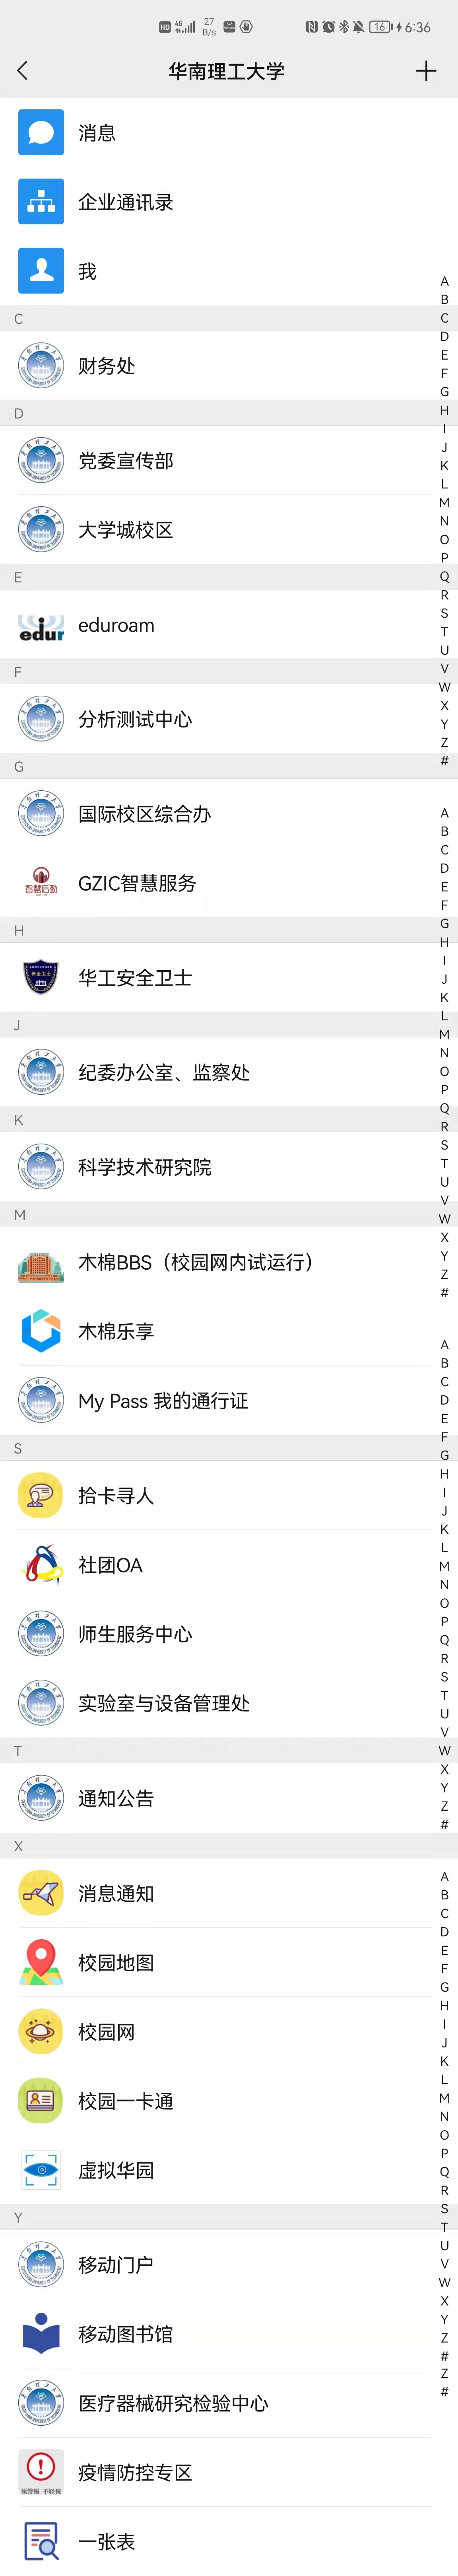 HD 4G 27 B/s 16 6:36
华南理工大学
消息
企业通讯录
我
C
财务处
D
党委宣传部
大学城校区
E
edur eduroam
F
分析测试中心
G
国际校区综合办
智慧后勤 GZIC智慧服务
H
安全卫士 华工安全卫士
J
纪委办公室、监察处
K
科学技术研究院
M
木棉BBS（校园网内试运行）
木棉乐享
My Pass 我的通行证
S
拾卡寻人
社团OA
师生服务中心
实验室与设备管理处
T
通知公告
X
消息通知
校园地图
校园网
校园一卡通
虚拟华园
Y
移动门户
移动图书馆
医疗器械研究检验中心
疫情防控专区
一张表
A
B
C
D
E
F
G
H
I
J
K
L
M
N
O
P
Q
R
S
T
U
V
W
X
Y
Z
#
A
B
C
D
E
F
G
H
I
J
K
L
M
N
O
P
Q
R
S
T
U
V
W
X
Y
Z
#
A
B
C
D
E
F
G
H
I
J
K
L
M
N
O
P
Q
R
S
T
U
V
W
X
Y
Z
#
A
B
C
D
E
F
G
H
I
J
K
L
M
N
O
P
Q
R
S
T
U
V
W
X
Y
Z
#
Z
#